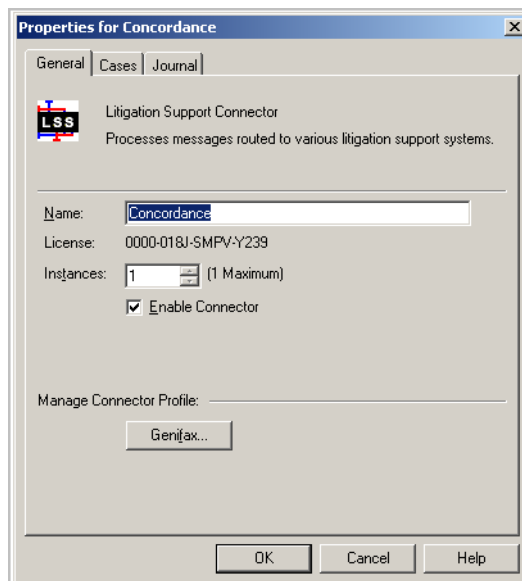 Properties for Concordance
General Cases Journal
LSS
Litigation Support Connector
Processes messages routed to various litigation support systems.
Name: Concordance
License: 0000-018J-SMPV-Y239
Instances: 1 (1 Maximum)
Enable Connector
Manage Connector Profile:
Genifax...
OK Cancel Help